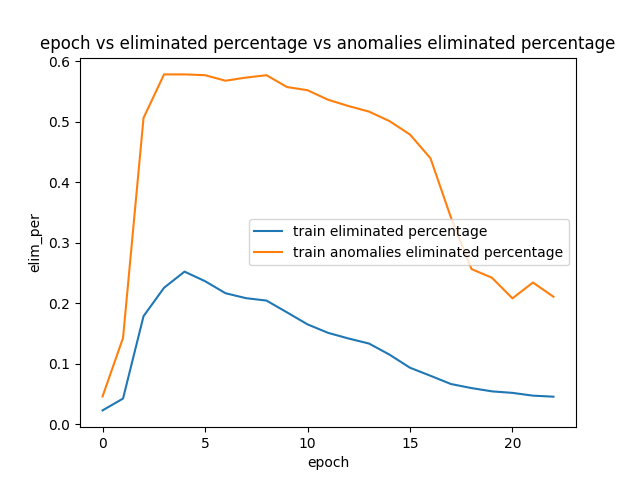 epoch vs eliminated percentage vs anomalies eliminated percentage
0.6
0.5
0.4
0.3
0.2
0.1
0.0
elim_per
train eliminated percentage
train anomalies eliminated percentage
0 5 10 15 20
epoch